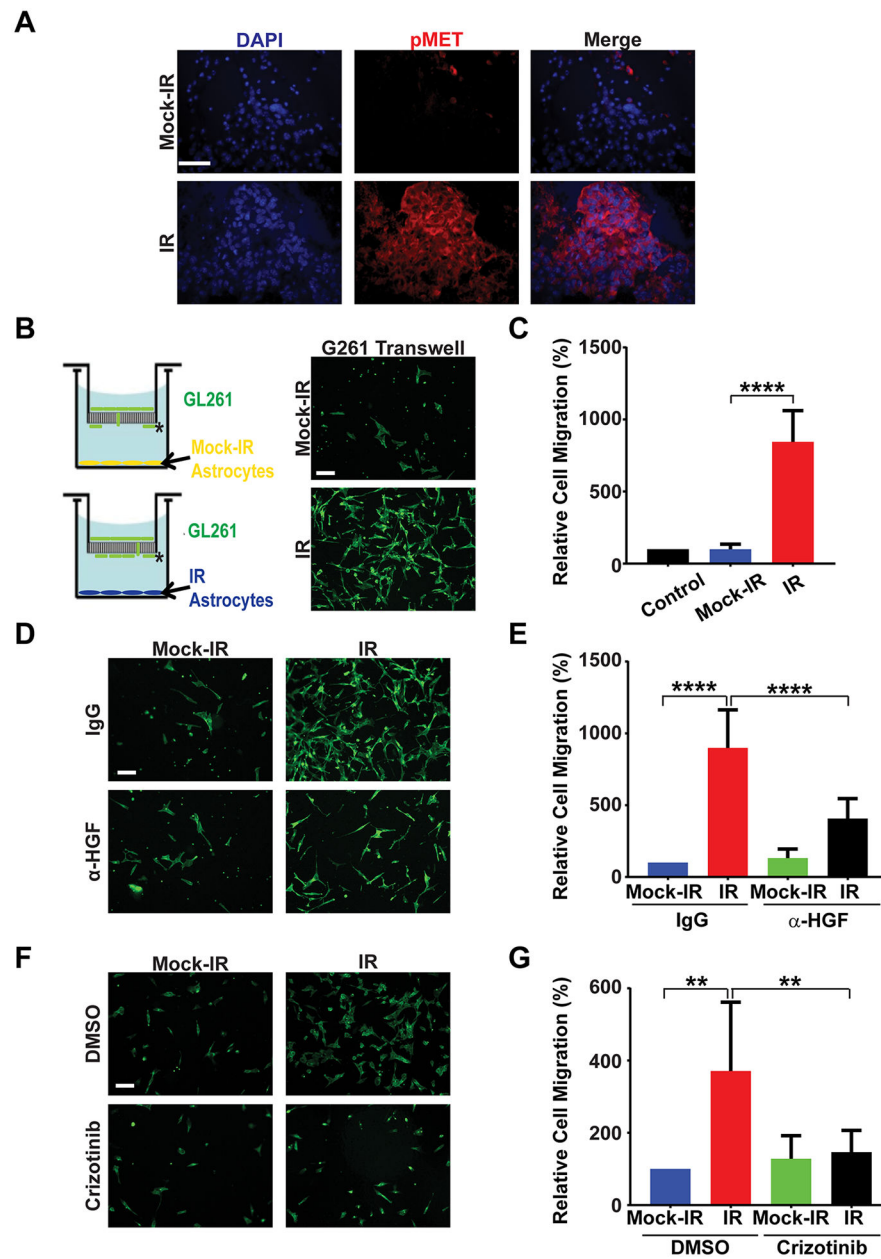 A
DAPI pMET Merge
Mock-IR
IR
B
GL261
*
Mock-IR
Astrocytes
.GL261
*
IR
Astrocytes
G261 Transwell
Mock-IR
IR
C
Relative Cell Migration (%)
1500
1000
500
****
Control Mock-IR IR
D
Mock-IR IR
IgG
α-HGF
E
Relative Cell Migration (%)
1500
1000
500
0
**** ****
Mock-IR IR Mock-IR IR
IgG α-HGF
F
Mock-IR IR
DMSO
Crizotinib
G
Relative Cell Migration (%)
600
400
200
0
** **
Mock-IR IR Mock-IR IR
DMSO Crizotinib